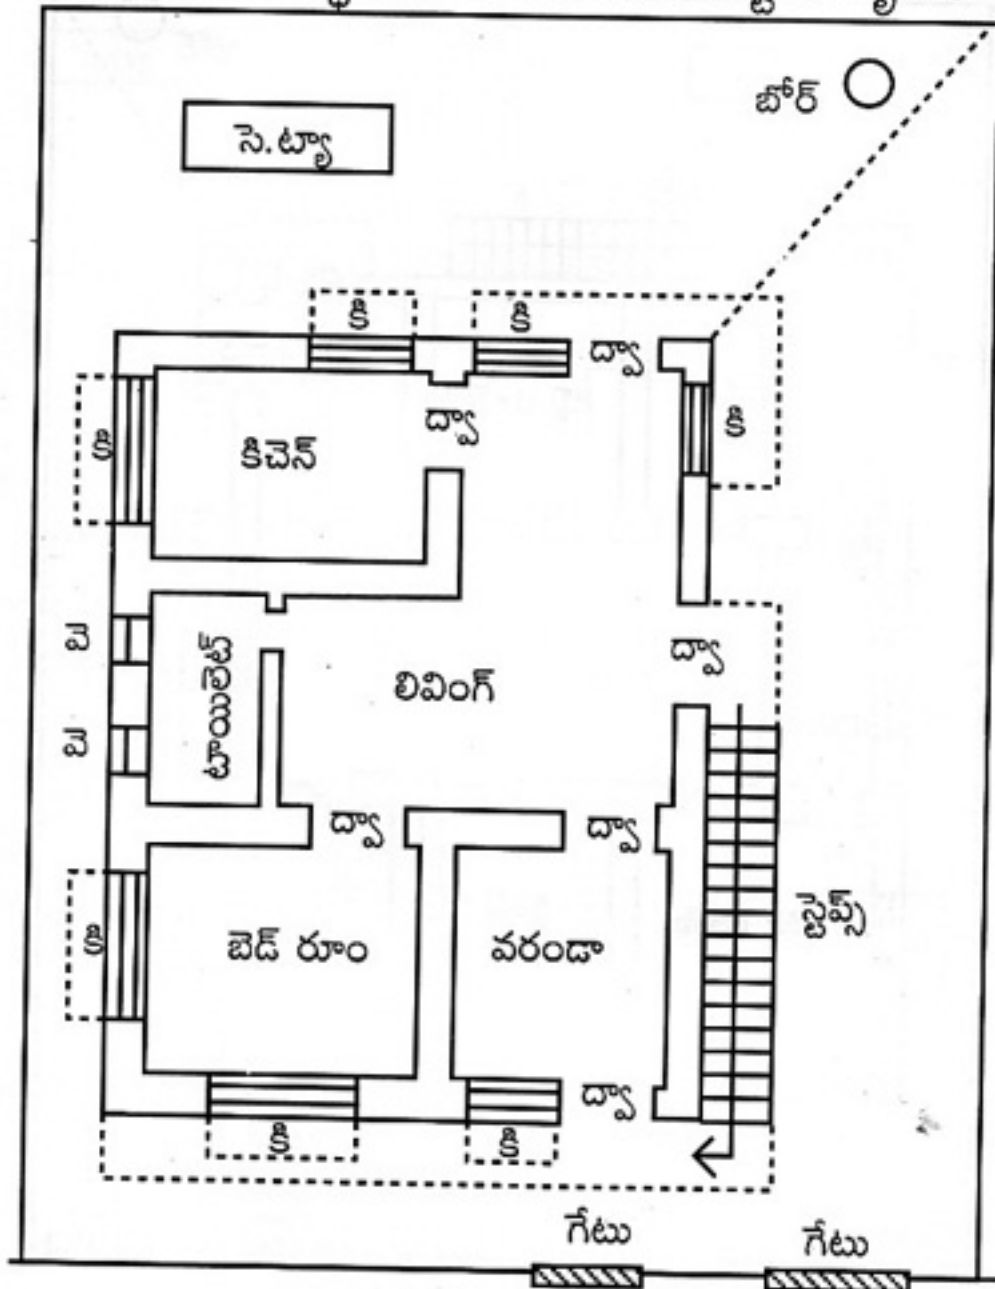 బోర్
సె.ట్యా
కి
కి
ద్వా
కి
ద్వా
కి
కిచెన్
వె
టాయిలెట్
ద్వా
లివింగ్
వె
ద్వా
ద్వా
కి
బెడ్ రూం
వరండా
స్టెప్స్
ద్వా
కి
కి
గేటు
గేటు